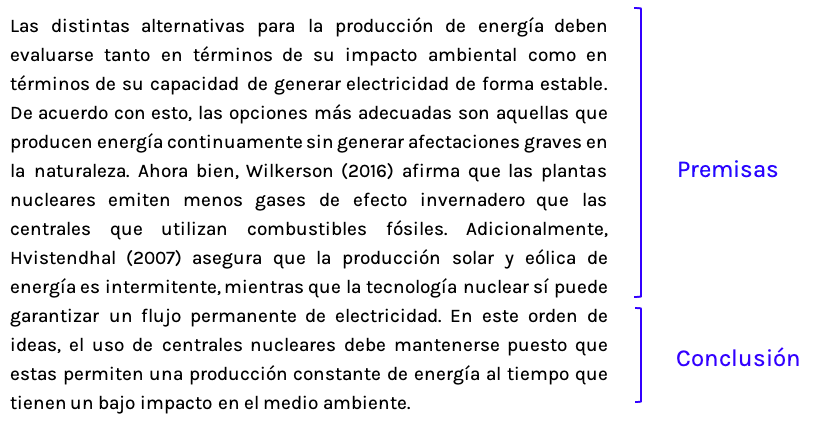 Las distintas alternativas para la producción de energía deben
evaluarse tanto en términos de su impacto ambiental como en
términos de su capacidad de generar electricidad de forma estable.
De acuerdo con esto, las opciones más adecuadas son aquellas que
producen energía continuamente sin generar afectaciones graves en
la naturaleza. Ahora bien, Wilkerson (2016) afirma que las plantas
nucleares emiten menos gases de efecto invernadero que las
centrales que utilizan combustibles fósiles. Adicionalmente,
Hvistendhal (2007) asegura que la producción solar y eólica de
energía es intermitente, mientras que la tecnología nuclear sí puede
garantizar un flujo permanente de electricidad. En este orden de
ideas, el uso de centrales nucleares debe mantenerse puesto que
estas permiten una producción constante de energía al tiempo que
tienen un bajo impacto en el medio ambiente.
Premisas
Conclusión